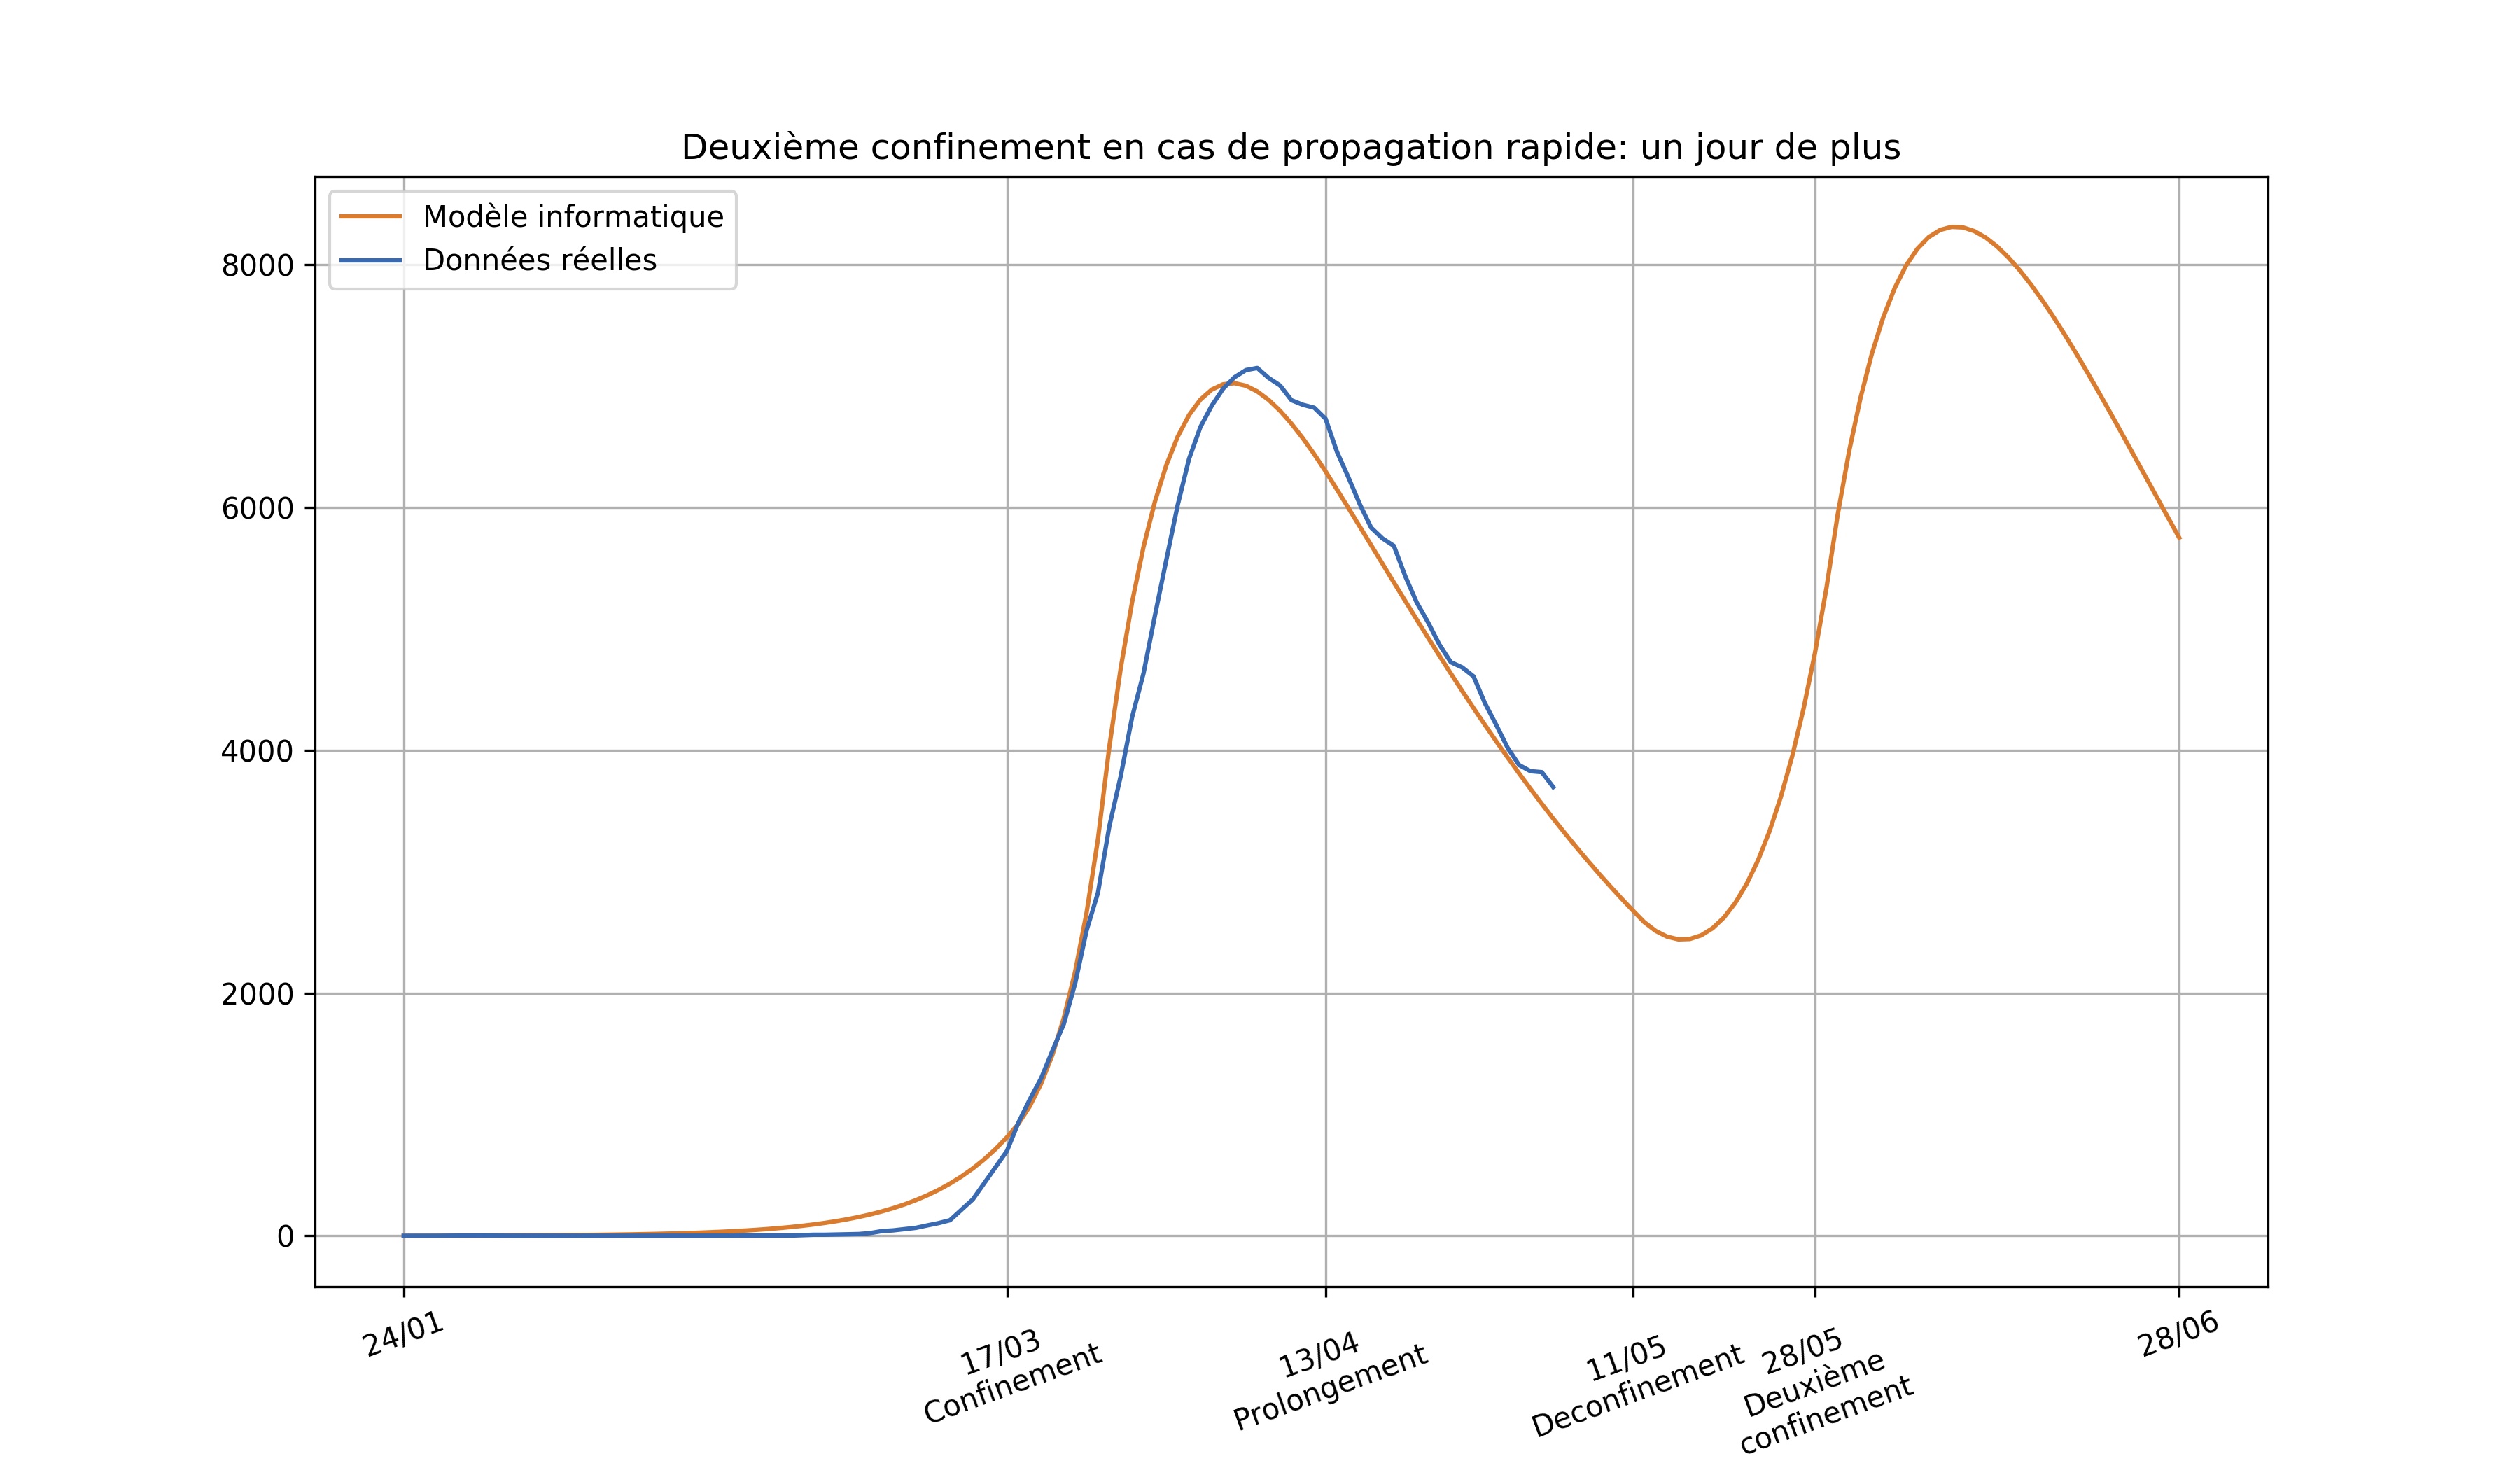 Deuxième confinement en cas de propagation rapide: un jour de plus
Modèle informatique
Données réelles
8000
6000
4000
2000
0
24/01
17/03
Confinement
13/04
Prolongement
11/05
Deconfinement
28/05
Deuxième
confinement
28/06